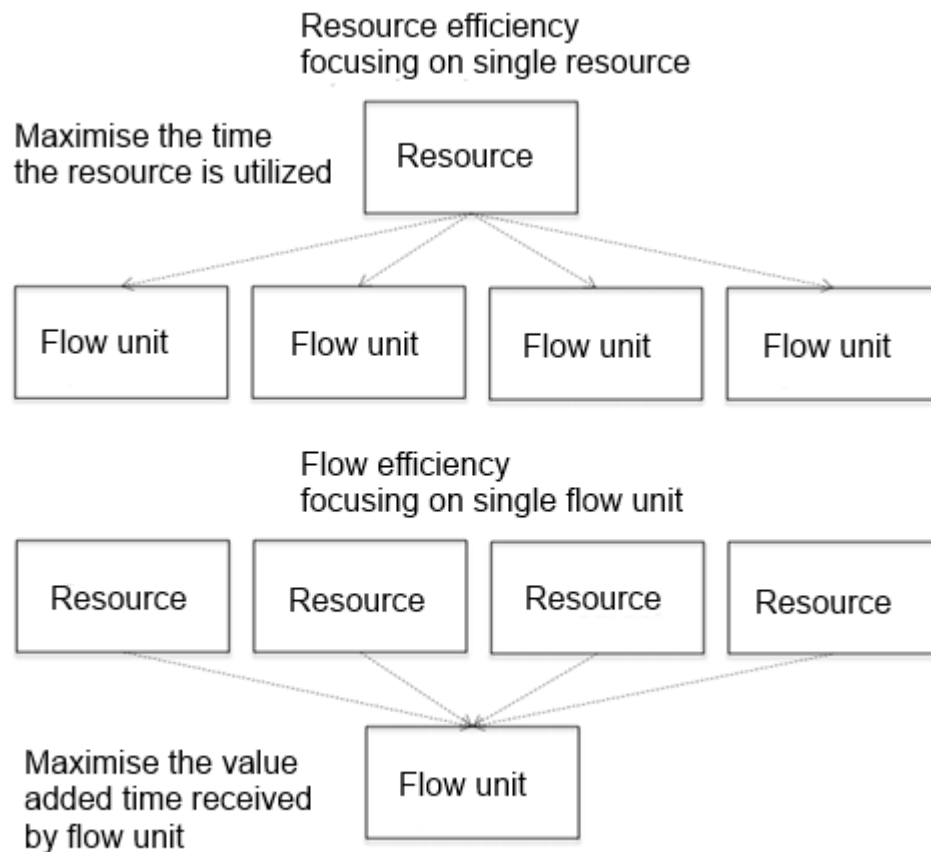 Resource efficiency
focusing on single resource
Maximise the time
the resource is utilized
Resource
Flow unit
Flow unit
Flow unit
Flow unit
Flow efficiency
focusing on single flow unit
Resource
Resource
Resource
Resource
Maximise the value
added time received
by flow unit
Flow unit